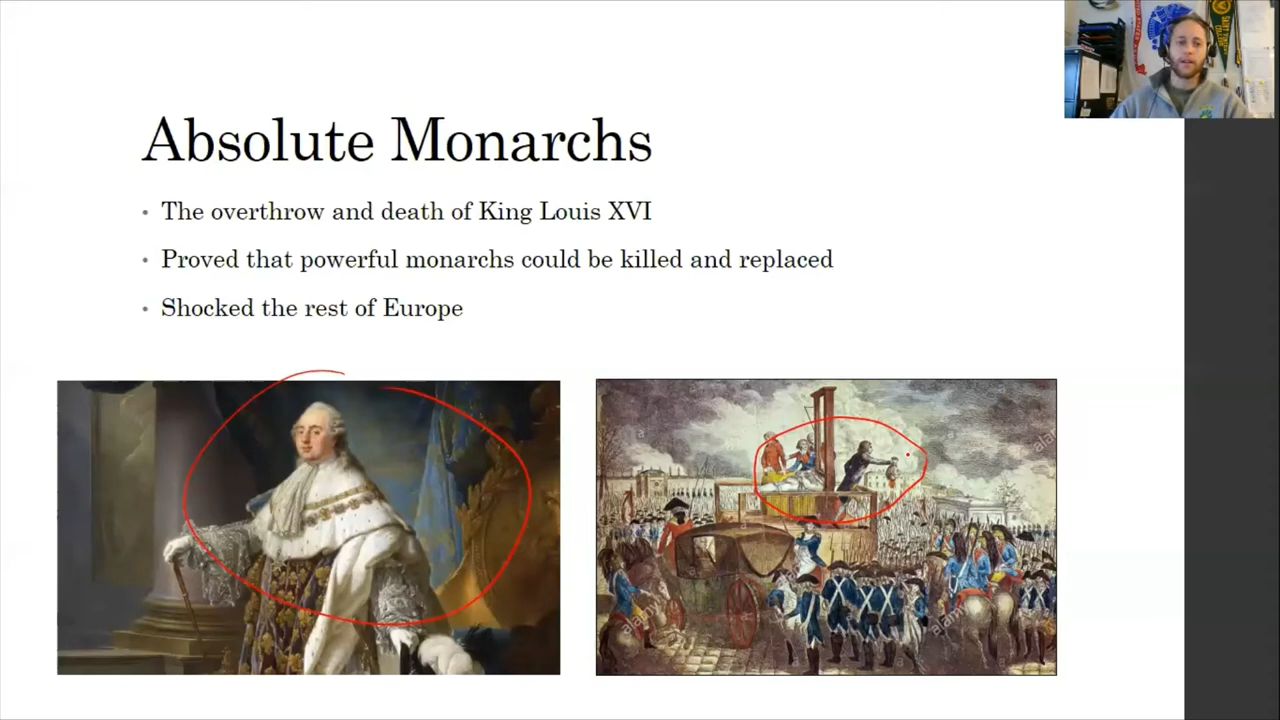 Absolute Monarchs
• The overthrow and death of King Louis XVI
• Proved that powerful monarchs could be killed and replaced
• Shocked the rest of Europe